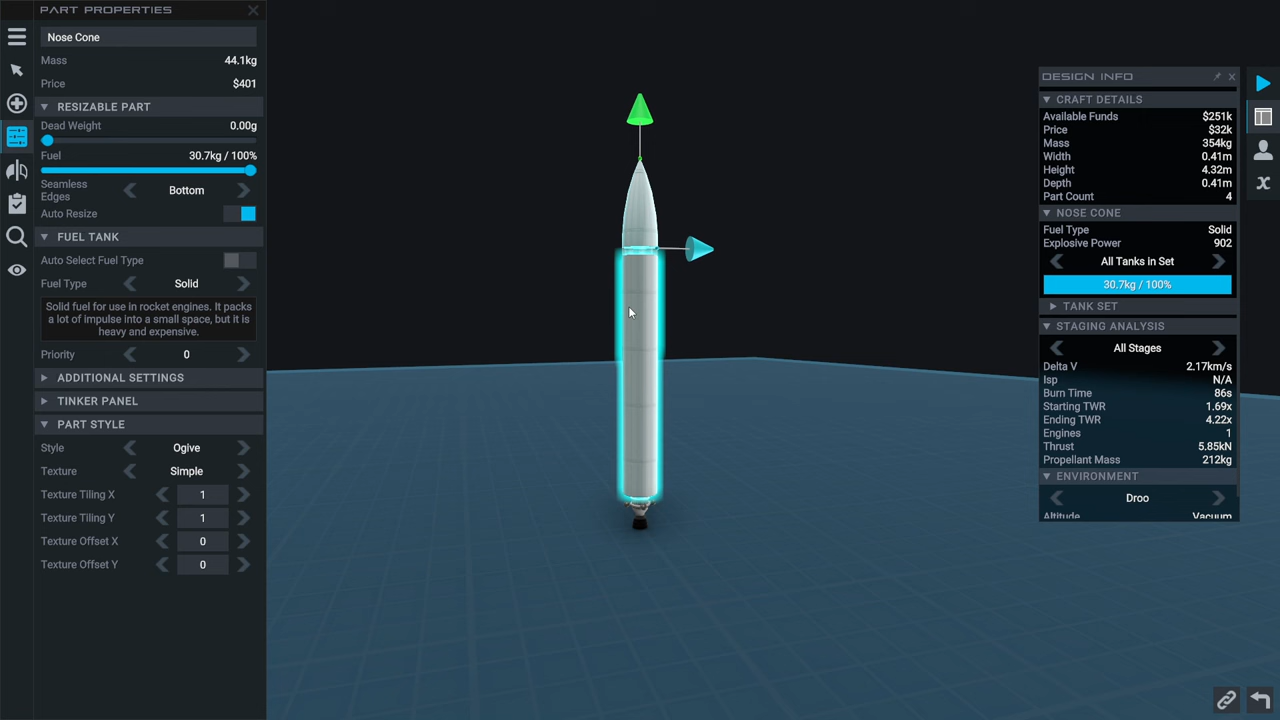 PART PROPERTIES
Nose Cone
Mass 44.1kg
Price $401
RESIZABLE PART
Dead Weight 0.00g
Fuel 30.7kg / 100%
Seamless
Edges
Bottom
Auto Resize
FUEL TANK
Auto Select Fuel Type
Fuel Type Solid
Solid fuel for use in rocket engines. It packs
a lot of impulse into a small space, but it is
heavy and expensive.
Priority 0
ADDITIONAL SETTINGS
TINKER PANEL
PART STYLE
Style Ogive
Texture Simple
Texture Tiling X 1
Texture Tiling Y 1
Texture Offset X 0
Texture Offset Y 0
DESIGN INFO
CRAFT DETAILS
Available Funds $251k
Price $32k
Mass 354kg
Width 0.41m
Height 4.32m
Depth 0.41m
Part Count 4
NOSE CONE
Fuel Type Solid
Explosive Power 902
All Tanks in Set
30.7kg / 100%
TANK SET
STAGING ANALYSIS
All Stages
Delta V 2.17km/s
Isp N/A
Burn Time 86s
Starting TWR 1.69x
Ending TWR 4.22x
Engines 1
Thrust 5.85kN
Propellant Mass 212kg
ENVIRONMENT
Droo
Altitude Vacuum